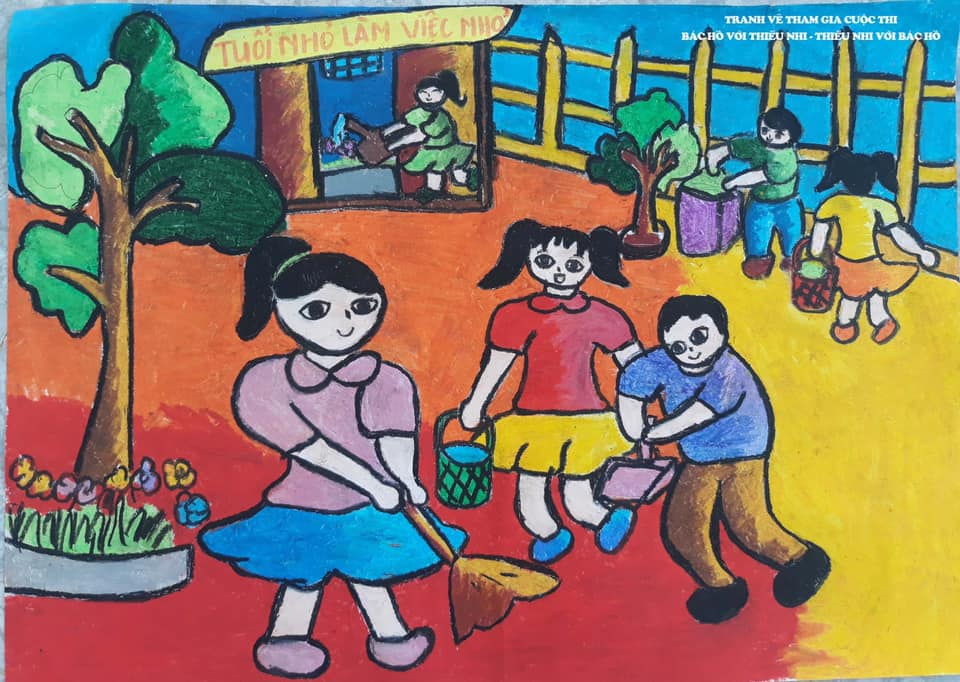 TRANH VẼ THAM GIA CUỘC THI
BÁC HỒ VỚI THIẾU NHI - THIẾU NHI VỚI BÁC HỒ
TUỔI NHỎ LÀM VIỆC NHỎ